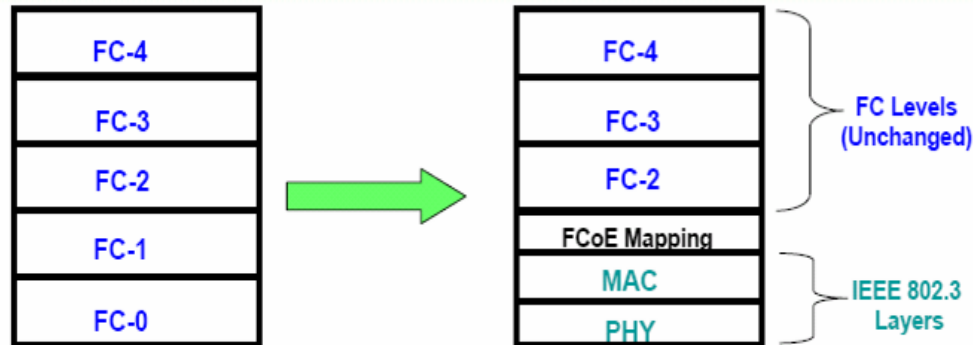 FC-4
FC-3
FC-2
FC-1
FC-0
FC-4
FC-3
FC-2
FCoE Mapping
MAC
PHY
FC Levels
(Unchanged)
IEEE 802.3
Layers